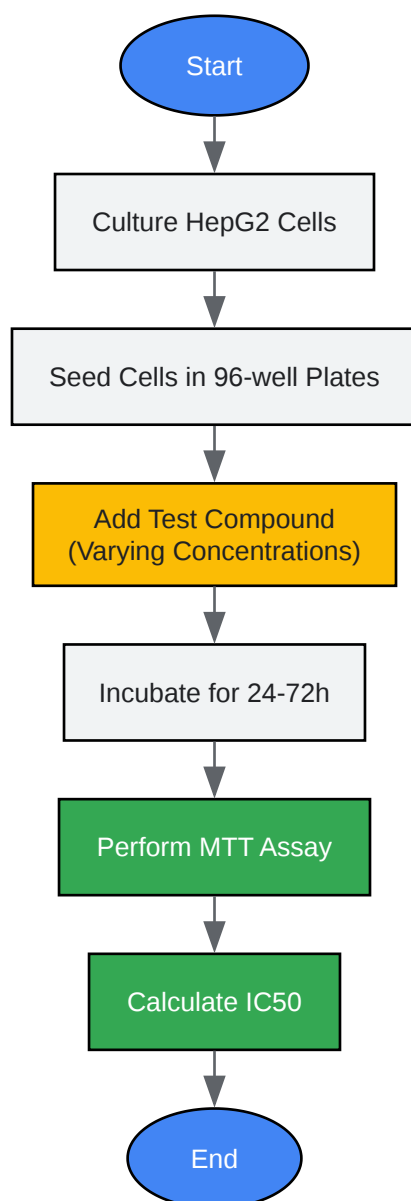 Start
Culture HepG2 Cells
Seed Cells in 96-well Plates
Add Test Compound
(Varying Concentrations)
Incubate for 24-72h
Perform MTT Assay
Calculate IC50
End